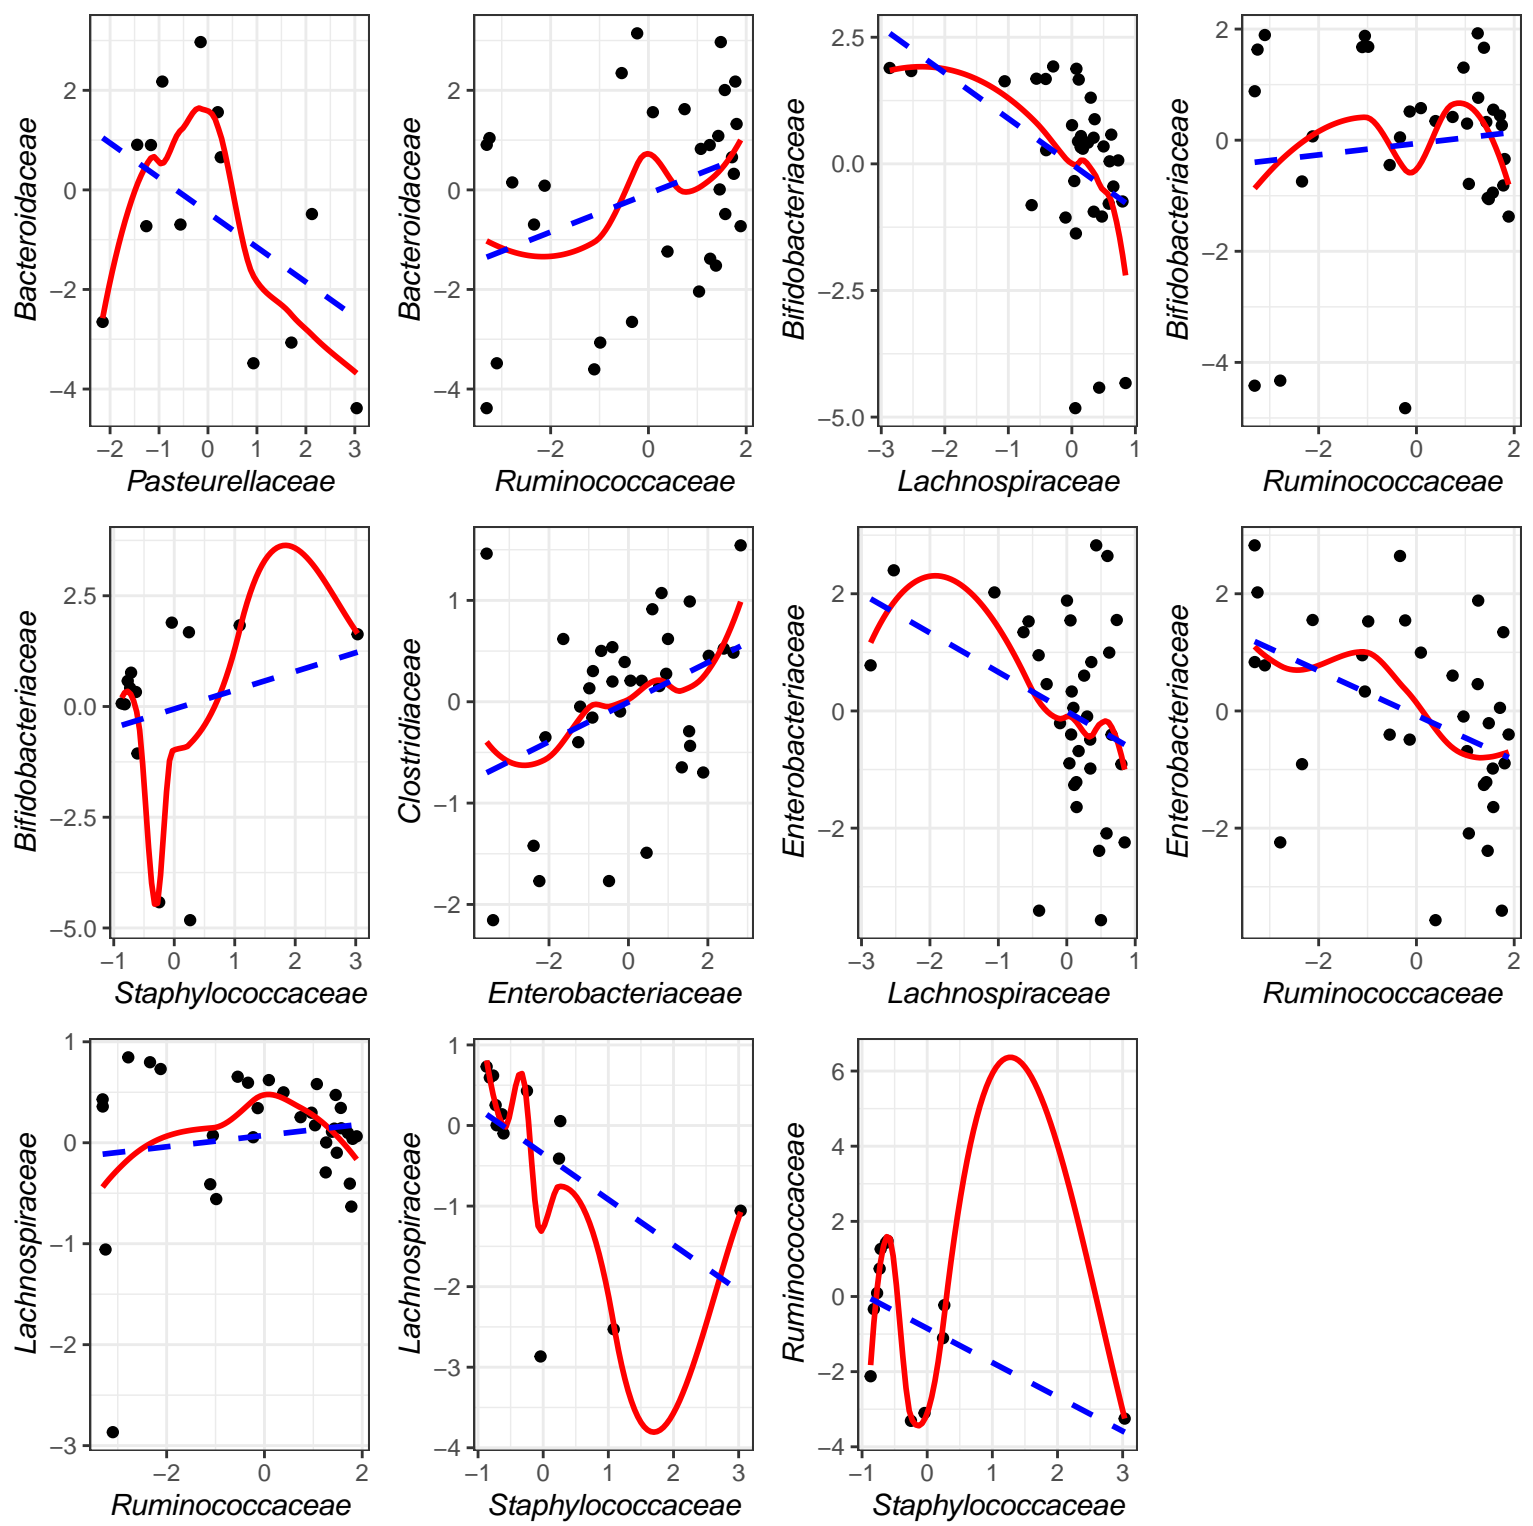 Bacteroidaceae
2
0
−2
−4
−2 −1 0 1 2 3
Pasteurellaceae
Bacteroidaceae
2
0
−2
−4
−2 0 2
Ruminococcaceae
Bifidobacteriaceae
2.5
0.0
−2.5
−5.0
−3 −2 −1 0 1
Lachnospiraceae
Bifidobacteriaceae
2
0
−2
−4
−2 0 2
Ruminococcaceae
Bifidobacteriaceae
2.5
0.0
−2.5
−5.0
−1 0 1 2 3
Staphylococcaceae
Clostridiaceae
1
0
−1
−2
−2 0 2
Enterobacteriaceae
Enterobacteriaceae
2
0
−2
−3 −2 −1 0 1
Lachnospiraceae
Enterobacteriaceae
2
0
−2
−2 0 2
Ruminococcaceae
Lachnospiraceae
1
0
−1
−2
−3
−2 0 2
Ruminococcaceae
Lachnospiraceae
1
0
−1
−2
−3
−4
−1 0 1 2 3
Staphylococcaceae
Ruminococcaceae
6
4
2
0
−2
−4
−1 0 1 2 3
Staphylococcaceae